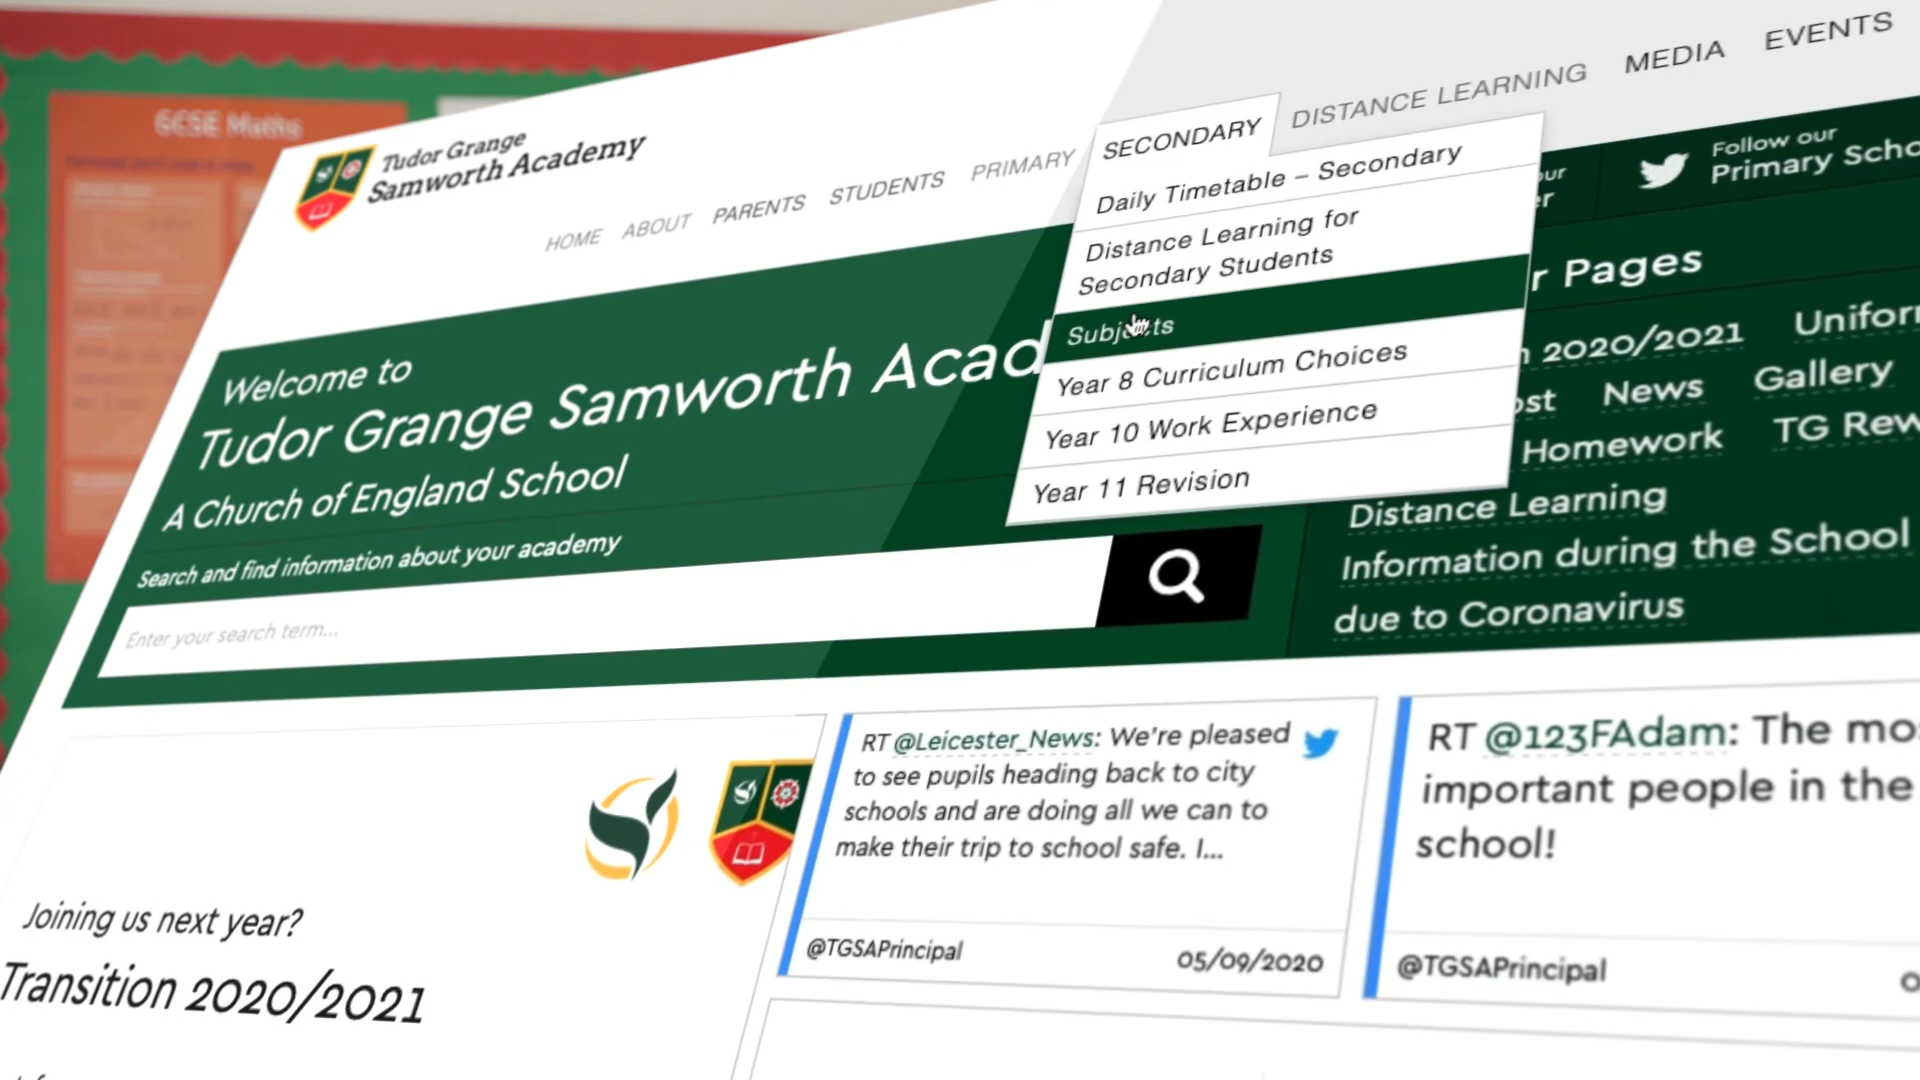 GCSE Maths
Tudor Grange
Samworth Academy
HOME ABOUT PARENTS STUDENTS PRIMARY SECONDARY DISTANCE LEARNING MEDIA EVENTS
Daily Timetable – Secondary
Distance Learning for
Secondary Students
Subjects
Year 8 Curriculum Choices
Year 10 Work Experience
Year 11 Revision
Follow our
Primary Scho
r Pages
2020/2021 Unifor
ost News Gallery
Homework TG Rew
Distance Learning
Information during the School
due to Coronavirus
Welcome to
Tudor Grange Samworth Acad
A Church of England School
Search and find information about your academy
Enter your search term...
Joining us next year?
Transition 2020/2021
RT @Leicester_News: We're pleased
to see pupils heading back to city
schools and are doing all we can to
make their trip to school safe. I...
@TGSAPrincipal 05/09/2020
RT @123FAdam: The mo
important people in the
school!
@TGSAPrincipal